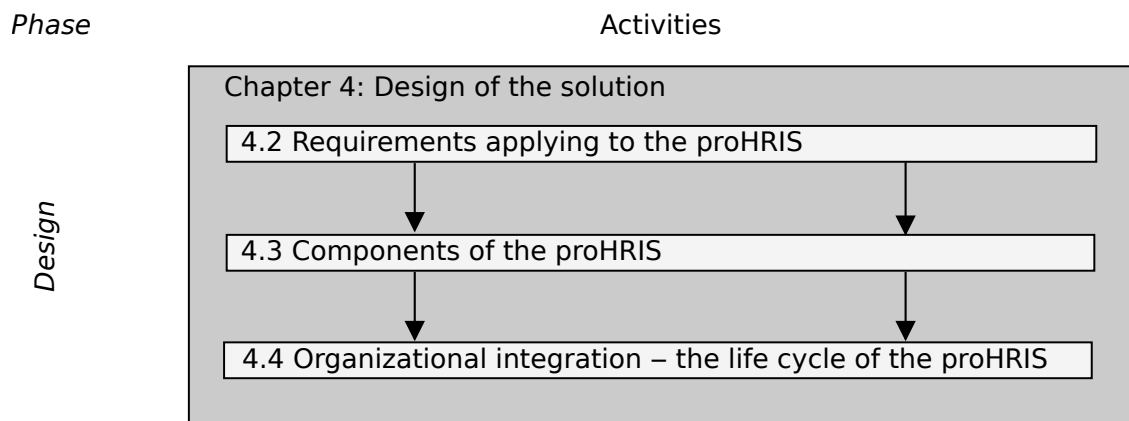 Phase
Activities
Chapter 4: Design of the solution
4.2 Requirements applying to the proHRIS
Design
4.3 Components of the proHRIS
4.4 Organizational integration – the life cycle of the proHRIS